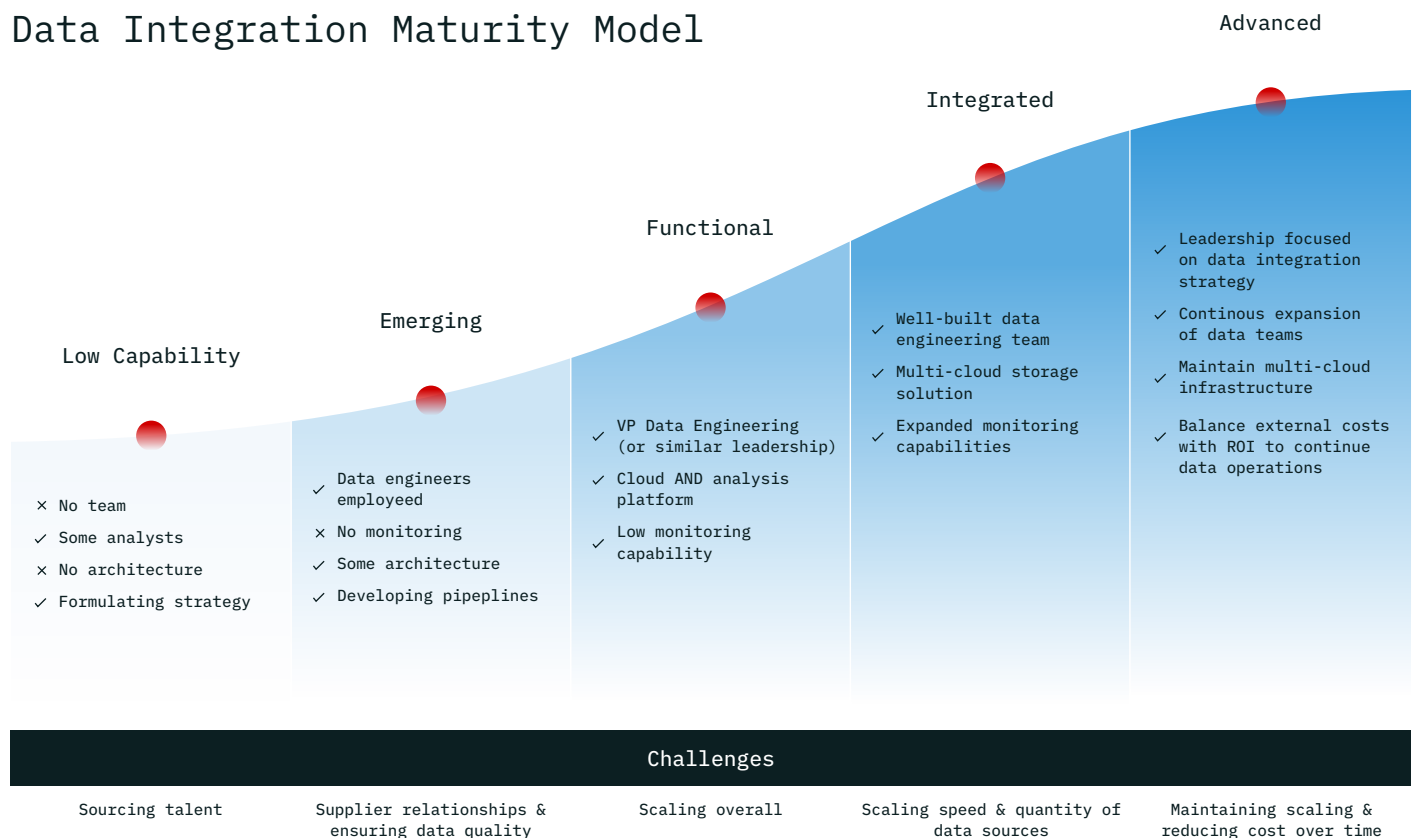 Data Integration Maturity Model
Advanced
Integrated
Functional
Emerging
Low Capability
No team
Some analysts
No architecture
Formulating strategy
Data engineers
employeed
No monitoring
Some architecture
Developing pipeplines
VP Data Engineering
(or similar leadership)
Cloud AND analysis
platform
Low monitoring
capability
Well-built data
engineering team
Multi-cloud storage
solution
Expanded monitoring
capabilities
Leadership focused
on data integration
strategy
Continous expansion
of data teams
Maintain multi-cloud
infrastructure
Balance external costs
with ROI to continue
data operations
Challenges
Sourcing talent
Supplier relationships &
ensuring data quality
Scaling overall
Scaling speed & quantity of
data sources
Maintaining scaling &
reducing cost over time